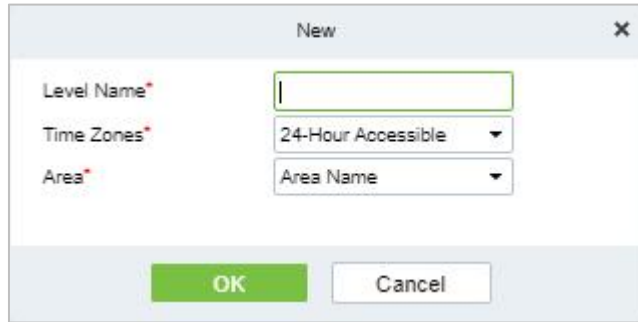 New
Level Name*
Time Zones* 24-Hour Accessible
Area* Area Name
OK Cancel